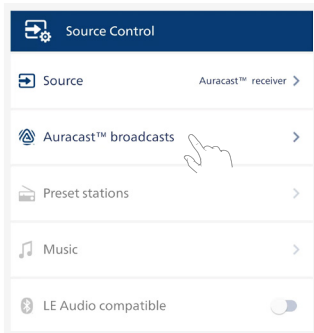 Source Control
Source Auracast™ receiver
Auracast™ broadcasts
Preset stations
Music
LE Audio compatible